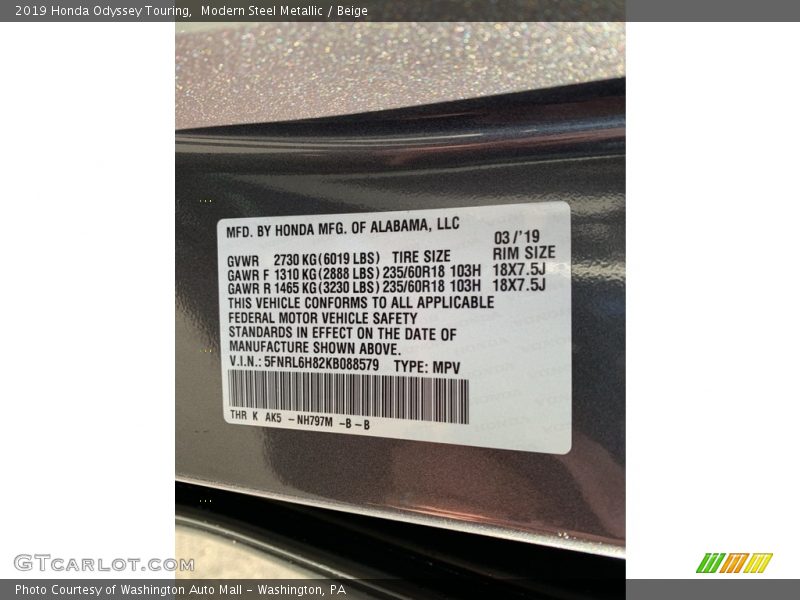 2019 Honda Odyssey Touring,  Modern Steel Metallic / Beige
MFD. BY HONDA MFG. OF ALABAMA, LLC
03/'19
GVWR 2730 KG(6019 LBS) TIRE SIZE RIM SIZE
GAWR F 1310 KG(2888 LBS) 235/60R18 103H 18X7.5J
GAWR R 1465 KG(3230 LBS) 235/60R18 103H 18X7.5J
THIS VEHICLE CONFORMS TO ALL APPLICABLE
FEDERAL MOTOR VEHICLE SAFETY
STANDARDS IN EFFECT ON THE DATE OF
MANUFACTURE SHOWN ABOVE.
V.I.N.: 5FNRL6H82KB088579 TYPE: MPV
THR K AK5 -NH797M -B-B
GTCARLOT.COM
Photo Courtesy of Washington Auto Mall - Washington, PA